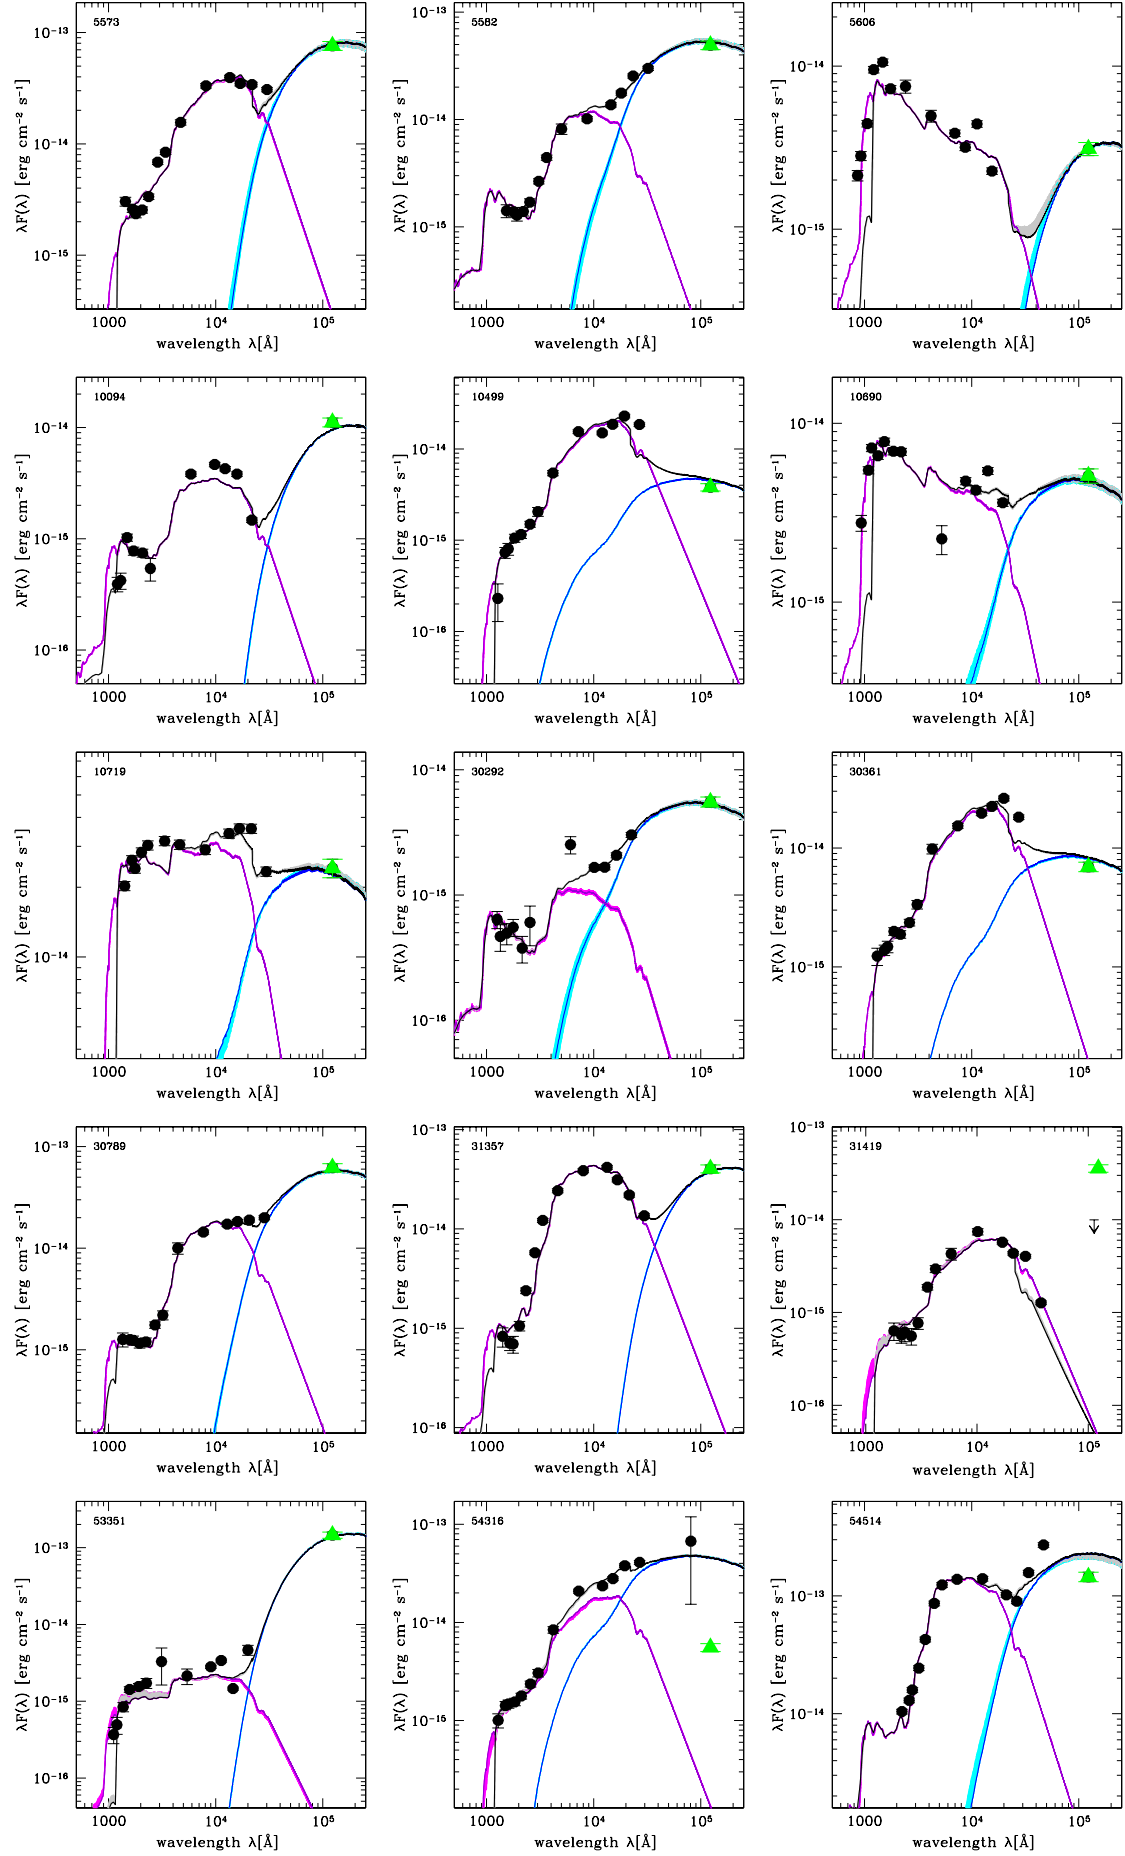 5573
10⁻¹³
10⁻¹⁴
10⁻¹⁵
λF(λ) [erg cm⁻² s⁻¹]
1000 10⁴ 10⁵
wavelength λ[Å]
5582
10⁻¹³
10⁻¹⁴
10⁻¹⁵
λF(λ) [erg cm⁻² s⁻¹]
1000 10⁴ 10⁵
wavelength λ[Å]
5606
10⁻¹⁴
10⁻¹⁵
λF(λ) [erg cm⁻² s⁻¹]
1000 10⁴ 10⁵
wavelength λ[Å]
10094
10⁻¹⁴
10⁻¹⁵
10⁻¹⁶
λF(λ) [erg cm⁻² s⁻¹]
1000 10⁴ 10⁵
wavelength λ[Å]
10499
10⁻¹⁴
10⁻¹⁵
10⁻¹⁶
λF(λ) [erg cm⁻² s⁻¹]
1000 10⁴ 10⁵
wavelength λ[Å]
10690
10⁻¹⁴
10⁻¹⁵
λF(λ) [erg cm⁻² s⁻¹]
1000 10⁴ 10⁵
wavelength λ[Å]
10719
10⁻¹⁴
λF(λ) [erg cm⁻² s⁻¹]
1000 10⁴ 10⁵
wavelength λ[Å]
30292
10⁻¹⁴
10⁻¹⁵
10⁻¹⁶
λF(λ) [erg cm⁻² s⁻¹]
1000 10⁴ 10⁵
wavelength λ[Å]
30361
10⁻¹⁴
10⁻¹⁵
λF(λ) [erg cm⁻² s⁻¹]
1000 10⁴ 10⁵
wavelength λ[Å]
30789
10⁻¹³
10⁻¹⁴
10⁻¹⁵
λF(λ) [erg cm⁻² s⁻¹]
1000 10⁴ 10⁵
wavelength λ[Å]
31357
10⁻¹³
10⁻¹⁴
10⁻¹⁵
10⁻¹⁶
λF(λ) [erg cm⁻² s⁻¹]
1000 10⁴ 10⁵
wavelength λ[Å]
31419
10⁻¹³
10⁻¹⁴
10⁻¹⁵
10⁻¹⁶
λF(λ) [erg cm⁻² s⁻¹]
1000 10⁴ 10⁵
wavelength λ[Å]
53351
10⁻¹³
10⁻¹⁴
10⁻¹⁵
10⁻¹⁶
λF(λ) [erg cm⁻² s⁻¹]
1000 10⁴ 10⁵
wavelength λ[Å]
54316
10⁻¹³
10⁻¹⁴
10⁻¹⁵
λF(λ) [erg cm⁻² s⁻¹]
1000 10⁴ 10⁵
wavelength λ[Å]
54514
10⁻¹³
10⁻¹⁴
λF(λ) [erg cm⁻² s⁻¹]
1000 10⁴ 10⁵
wavelength λ[Å]